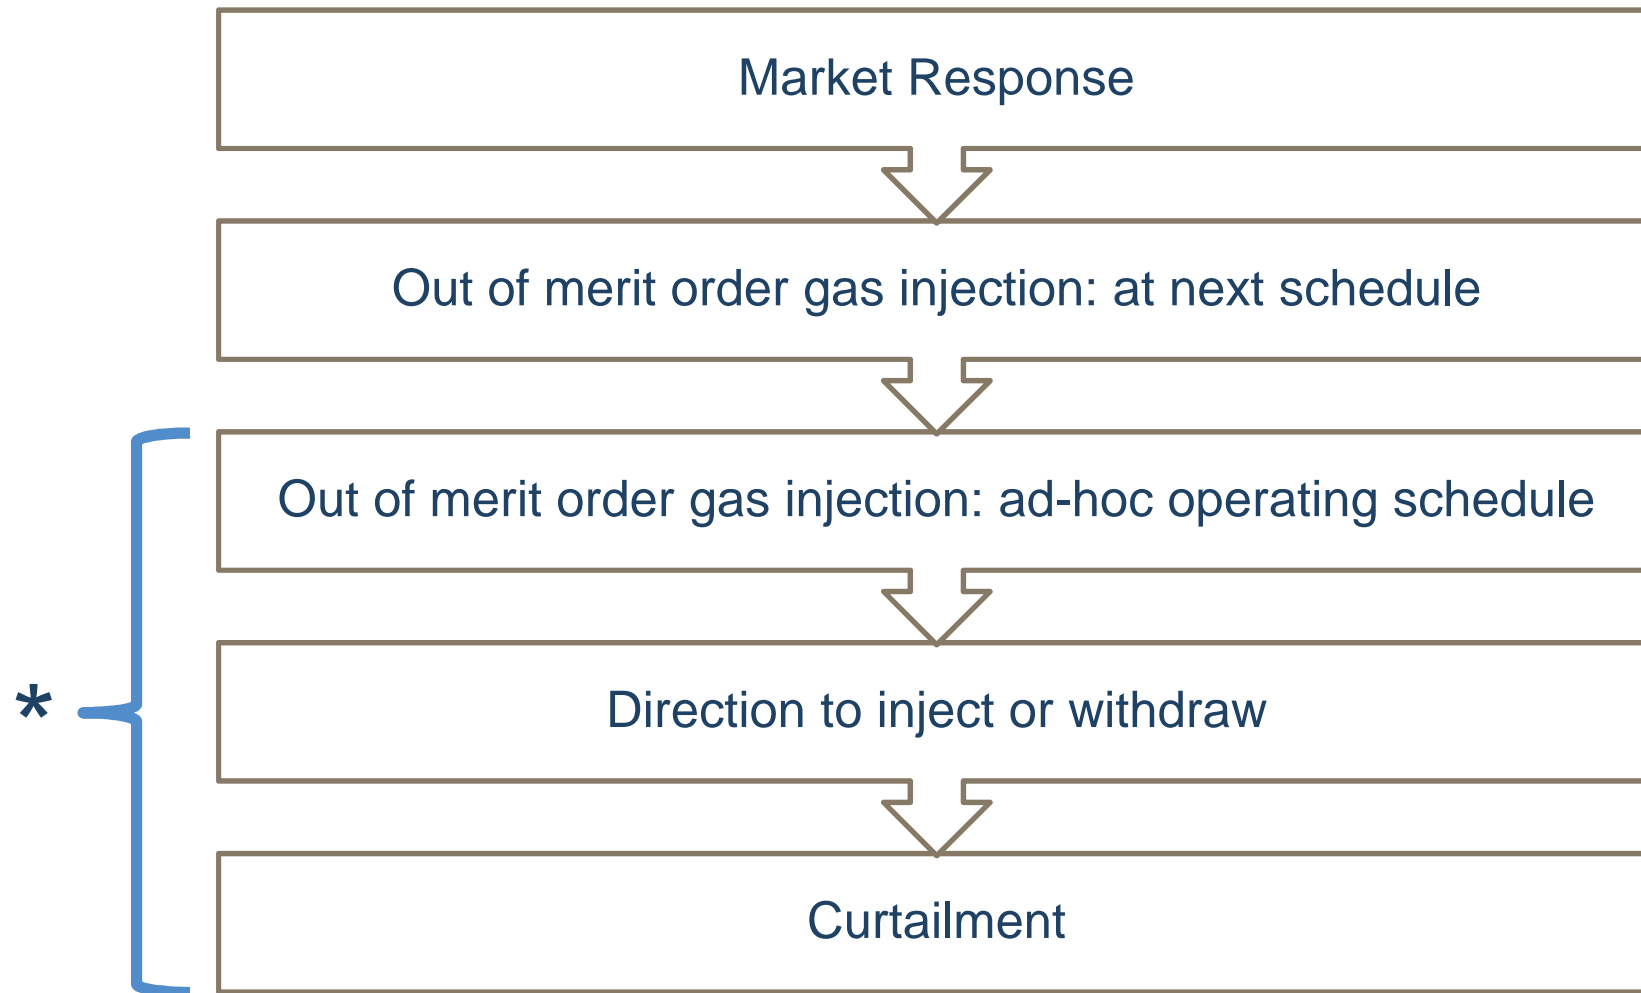 Market Response
Out of merit order gas injection: at next schedule
Out of merit order gas injection: ad-hoc operating schedule
*
Direction to inject or withdraw
Curtailment